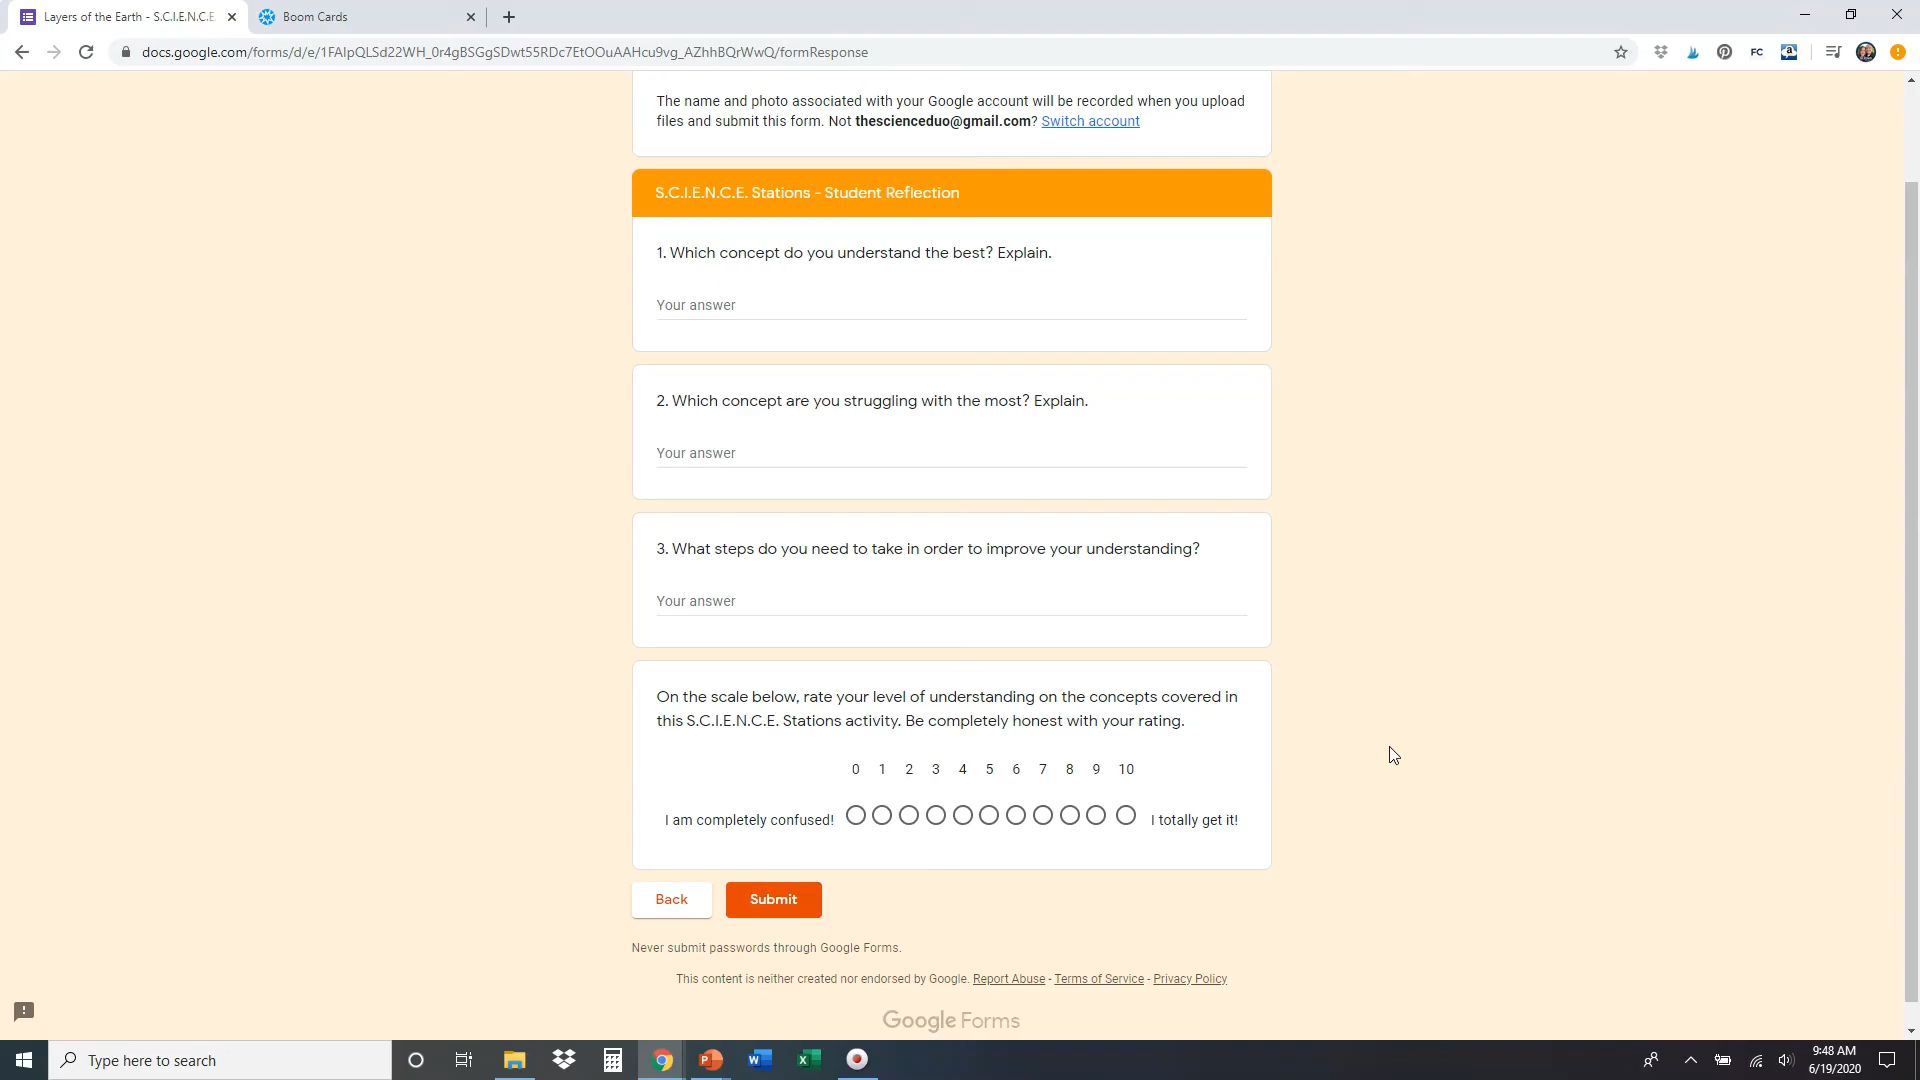 Layers of the Earth - S.C.I.E.N.C.E
Boom Cards
docs.google.com/forms/d/e/1FAIpQLSd22WH_0r4gBSGgSDwt55RDc7EtOOuAAHcu9vg_AZhhBQrWwQ/formResponse
FC
The name and photo associated with your Google account will be recorded when you upload
files and submit this form. Not thescienceduo@gmail.com? Switch account
S.C.I.E.N.C.E. Stations - Student Reflection
1. Which concept do you understand the best? Explain.
Your answer
2. Which concept are you struggling with the most? Explain.
Your answer
3. What steps do you need to take in order to improve your understanding?
Your answer
On the scale below, rate your level of understanding on the concepts covered in
this S.C.I.E.N.C.E. Stations activity. Be completely honest with your rating.
0 1 2 3 4 5 6 7 8 9 10
I am completely confused! I totally get it!
Back Submit
Never submit passwords through Google Forms.
This content is neither created nor endorsed by Google. Report Abuse - Terms of Service - Privacy Policy
Google Forms
Type here to search
9:48 AM
6/19/2020